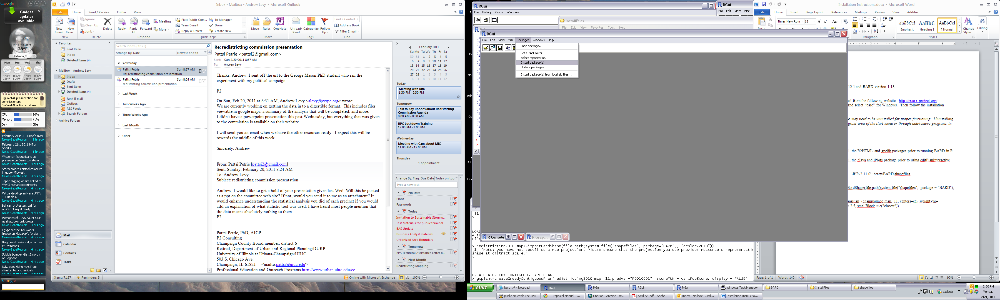 Google
Gadget
updates
available
H 43°F L 26°F
38°F
Urbana, IL
Mon Tue Wed Thu
H 43°F H 37°F H 48°F H 49°F
L 26°F L 25°F L 36°F L 28°F
BigSmallAll presentation for
commissioners
BigSmallAll action strategy
CPU 26%
Memory 41%
Disk 0B/s
February 21st 2011 Bob's Blast
News-Gazette.com 1 hr ago
February 21st 2011 MJ on
Sports
News-Gazette.com 1 hr ago
Wisconsin Republicans up
pressure on Dems to return
News-Gazette.com 4 hrs ago
Storm creates dismal commute
in upper Midwest
News-Gazette.com 4 hrs ago
Japan digging at site linked to
WWII human experiments
News-Gazette.com 4 hrs ago
Virtual desktop enlivens JFK's
1800s desk
News-Gazette.com 4 hrs ago
Bahrain protesters call for
ouster of royal family
News-Gazette.com 4 hrs ago
Memories of 1995 haunt GOP
as shutdown talk grows
News-Gazette.com 4 hrs ago
Egypt prosecutor wants
freeze on Mubarak's foreign ..
News-Gazette.com 4 hrs ago
Blagojevich asks judge to toss
FBI wiretaps
News-Gazette.com 4 hrs ago
Suicide bomber kills 12 north
of Baghdad
News-Gazette.com 4 hrs ago
U.N. sees rising risks from
climate, toxic chemicals
News-Gazette.com 4 hrs ago
Google
Inbox - Mailbox - Andrew Levy - Microsoft Outlook
File Home Send / Receive Folder View
New E-mail
New Items
New
Ignore
Clean Up
Junk
Delete
Delete
Reply
Reply All
Forward
Meeting
More
Respond
Piatt Public Com...
Team E-mail
Reply & Delete
To Manager
Done
Create New
Quick Steps
Move
Rules
OneNote
Move
Unread/ Read
Categorize
Follow Up
Tags
Find a Contact
Address Book
Filter E-mail
Find
Favorites
Sent Items
Inbox
Deleted Items (4)
Mailbox - Andrew Levy
Inbox
Drafts
Sent Items
Deleted Items (4)
Junk E-mail
Outbox
RSS Feeds
Search Folders
Archive Folders
Mail
Calendar
Contacts
Tasks
Items: 7,167 Reminders: 3
Search Inbox (Ctrl+E)
Arrange By: Date Newest on top
Yesterday
Pattsi Petrie Sun 8:57 AM
Re: redistricting commission presentation
Pattsi Petrie Sun 8:24 AM
redistricting commission presentation
Last Week
Two Weeks Ago
Three Weeks Ago
Last Month
Older
Re: redistricting commission presentation
Pattsi Petrie <pattsi2@gmail.com>
Sent: Sun 2/20/2011 8:57 AM
To: Andrew Levy
Thanks, Andrew. I sent off the url to the George Mason PhD student who ran the
experiment with my political campaign.
P2
On Sun, Feb 20, 2011 at 8:31 AM, Andrew Levy <alevy@ccrpc.org> wrote:
We are currently working on getting the data in to a digestible format. This includes files
viewable in google maps, a summary of the analysis that will be completed, and more.
I didn't have a powerpoint presentation this past Wednesday, but everything that was given
to the commission is available on their website.
I will send you an email when we have the other resources ready. I expect this will be
towards the middle of this week.
Sincerely, Andrew
From: Pattsi Petrie [pattsi2@gmail.com]
Sent: Sunday, February 20, 2011 8:24 AM
To: Andrew Levy
Subject: redistricting commission presentation
Andrew, I would like to get a hold of your presentation given last Wed. Will this be posted
as a ppt on the committee web site? If not, would you send it to me as an attachment? It
would enhance understanding the statistical analysis you did of each precinct if you would
add an explanation of what statistic tool was used. I have heard most people mention that
the data means absolutely nothing to them.
P2
--
Pattsi Petrie, PhD, AICP
P2 Consulting
Champaign County Board member, district 6
Retired, Department of Urban and Regional Planning/DURP
University of Illinois at Urbana-Champaign/UIUC
503 S. Chicago Ave.
Champaign, IL 61821 <mailto:pattsi@uiuc.edu>
Professional Education and Outreach Programs http://www.urban.uiuc.edu/ce
Online with Microsoft Exchange 100%
February 2011
Su Mo Tu We Th Fr Sa
30 31 1 2 3 4 5
6 7 8 9 10 11 12
13 14 15 16 17 18 19
20 21 22 23 24 25 26
27 28 1 2 3 4 5
6 7 8 9 10 11 12
Today
Meeting with Rita
1:30 PM - 2:30 PM
Tomorrow
Talk to Kay Rhodes about Redistricting
Commission Agenda
8:00 AM - 8:30 AM
RPC Lockdown Training
12:00 PM - 1:00 PM
Wednesday
Meeting with Cam about MIC
11:00 AM - 12:00 PM
Thursday
1 appointment
Arrange By: Flag: Due Date Today on top
Type a new task
No Date
Plone
Passwords
Today
Invitation to Sustainable Stormw...
Test Materials for public terminal
BAS Update
Business Analyst materials
Urbanized Area Boundary
Tomorrow
EPA Technical Assistance Letter o...
Next Month
Redistricting Mapping
RGui
File History Resize Windows
InstallFiles
File Edit View Favorites Tools Help
RGui
File Edit View Misc
RGui
File Edit View Misc Packages Windows Help
Load package...
Set CRAN mirror...
Select repositories...
Install package(s)...
Update packages...
Install package(s) from local zip files...
R Console
R Grap...
[1]
>
LOAD
# th
File
> redistricting2010.map<-importBardShape(file.path(system.file("shapefiles", package="BARD"), "ccblock2010"))
[1] "Note: you have not specified a map projection. Please ensure that the projection you use provides reasonable representatio
shape at district scale."
>
CREATE A GREEDY CONTIGUOUS TYPE PLAN
> gcplan<-createGreedyContiguousPlan(redistricting2010.map, 11,predvar="P0010001", scoreFUN = calcPopScore, display = FALSE)
Installation Instructions.docx - Microsoft Word
File Home Insert Page Layout References Mailings Review View Add-Ins
Paste
Times New Rom 12
Paragraph
AaBbCcI Emphasis
AaBbC Heading 1
AaBbCcI ¶ Normal
Change Styles
Styles
Editing
12.1 and BARD version 1.18.
ed from the following website. http://cran.r-project.org/
and select “base” for Windows. Then follow the installation
e may need to be uninstalled for proper functioning. Uninstalling
gram area of the start menu or through add/remove programs in
ll the R2HTML and gpclib packages prior to running BARD in R.
ll the rJava and iPlots package prior to using editPlanInteractive
...\R\R-2.11.0\library\BARD\shapefiles
BardShape(file.path(system.file("shapefiles", package = "BARD"),
nsPlan (champaignco.map, 11, centers=c(), weightVar=
= 2.5, smallBlock = c("closest"))
Page: 1 of 1 Words: 140 90%
start
bard.txt - Notepad
RGui
RGui
RGui
RGui
Windows Task Manager
BARD
InstallFiles
shapefiles
public on 'clyde-rpc' (P:)
R Graphical Manual - ...
Untitled - ArcMap - Ar...
bardJSS.pdf - Adobe ...
Inbox - Mailbox - And...
Installation Instructio...
gadgets
2:30 PM
Monday
2/21/2011